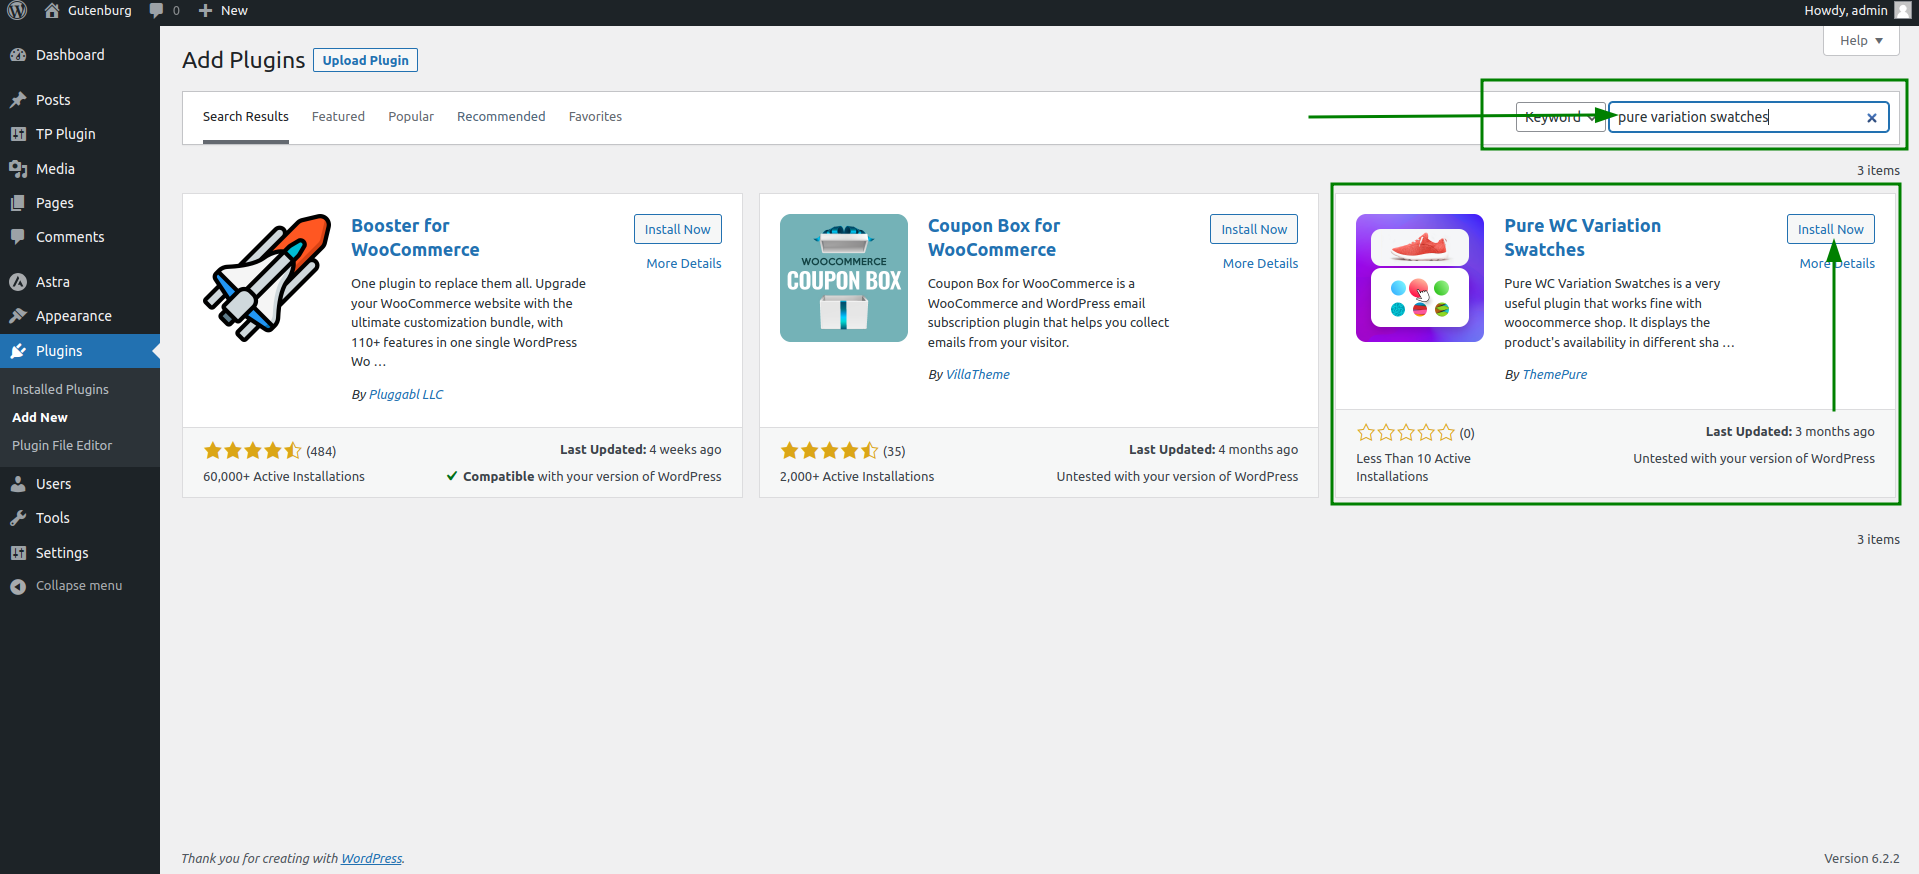 Gutenburg 0 New Howdy, admin
Help
Dashboard
Posts
TP Plugin
Media
Pages
Comments
Astra
Appearance
Plugins
Installed Plugins
Add New
Plugin File Editor
Users
Tools
Settings
Collapse menu
Add Plugins Upload Plugin
Search Results Featured Popular Recommended Favorites Keyword pure variation swatches
3 items
Booster for
WooCommerce
Install Now
More Details
One plugin to replace them all. Upgrade
your WooCommerce website with the
ultimate customization bundle, with
110+ features in one single WordPress
Wo …
By Pluggabl LLC
(484)
Last Updated: 4 weeks ago
60,000+ Active Installations
Compatible with your version of WordPress
WOOCOMMERCE
COUPON BOX
Coupon Box for
WooCommerce
Install Now
More Details
Coupon Box for WooCommerce is a
WooCommerce and WordPress email
subscription plugin that helps you collect
emails from your visitor.
By VillaTheme
(35)
Last Updated: 4 months ago
2,000+ Active Installations
Untested with your version of WordPress
Pure WC Variation
Swatches
Install Now
More Details
Pure WC Variation Swatches is a very
useful plugin that works fine with
woocommerce shop. It displays the
product's availability in different sha …
By ThemePure
(0)
Last Updated: 3 months ago
Less Than 10 Active
Installations
Untested with your version of WordPress
3 items
Thank you for creating with WordPress.
Version 6.2.2